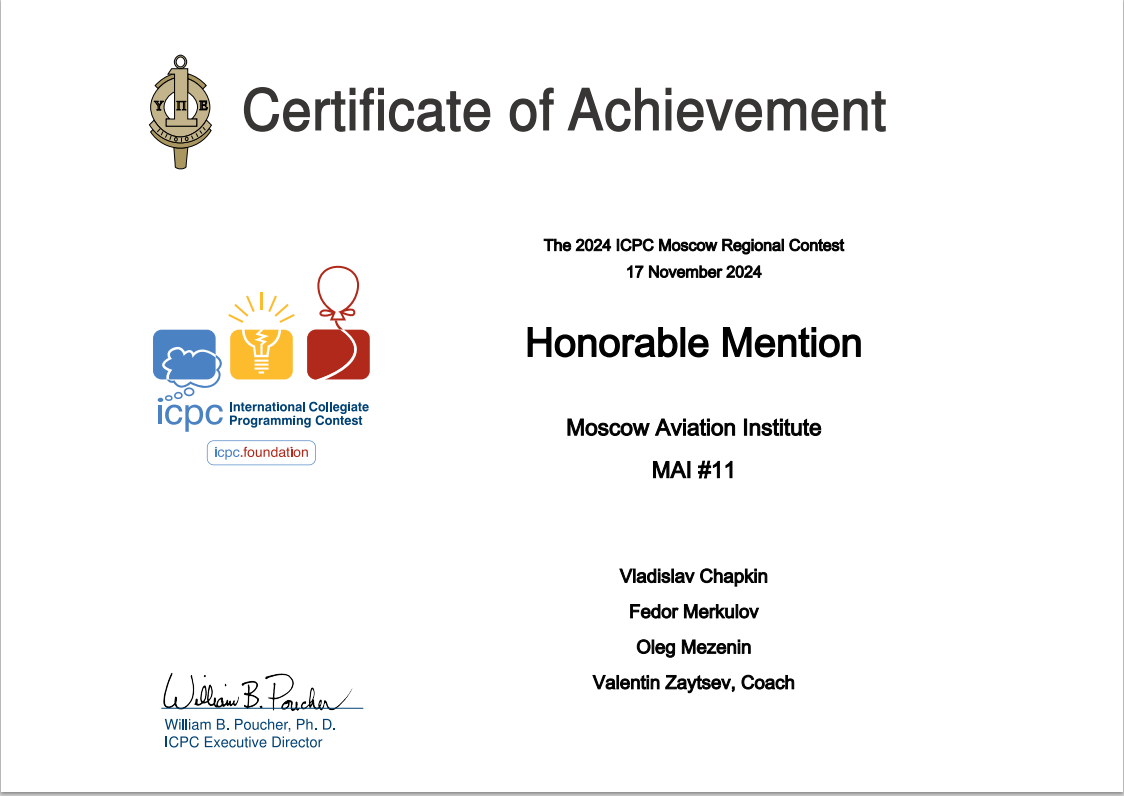 Υ Π Ε
Certificate of Achievement
The 2024 ICPC Moscow Regional Contest
17 November 2024
Honorable Mention
icpc International Collegiate
Programming Contest
icpc.foundation
Moscow Aviation Institute
MAI #11
Vladislav Chapkin
Fedor Merkulov
Oleg Mezenin
Valentin Zaytsev, Coach
William B. Poucher
William B. Poucher, Ph. D.
ICPC Executive Director